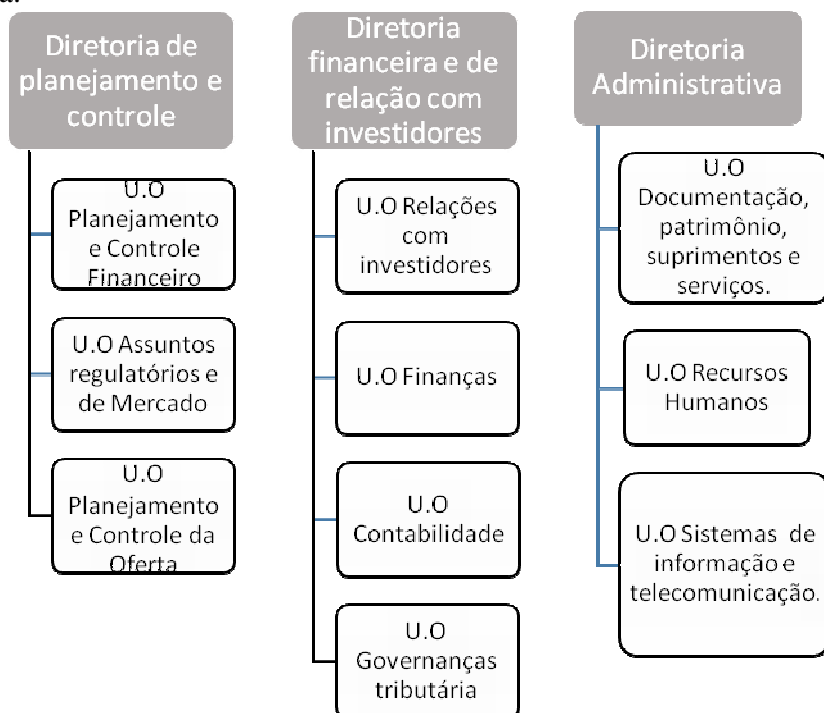 Diretoria de
planejamento e
controle
U.O
Planejamento
e Controle
Financeiro
U.O Assuntos
regulatórios e
de Mercado
U.O
Planejamento
e Controle da
Oferta
Diretoria
financeira e de
relação com
investidores
U.O Relações
com
investidores
U.O Finanças
U.O
Contabilidade
U.O
Governanças
tributária
Diretoria
Administrativa
U.O
Documentação,
patrimônio,
suprimentos e
serviços.
U.O Recursos
Humanos
U.O Sistemas de
informação e
telecomunicação.